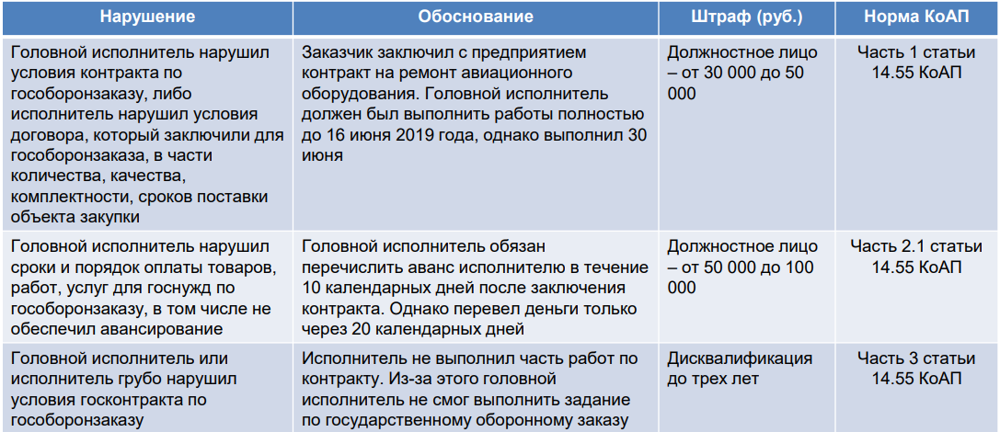 Нарушение
Обоснование
Штраф (руб.)
Норма КоАП
Головной исполнитель нарушил
условия контракта по
гособоронзаказу, либо
исполнитель нарушил условия
договора, который заключили для
гособоронзаказа, в части
количества, качества,
комплектности, сроков поставки
объекта закупки
Заказчик заключил с предприятием
контракт на ремонт авиационного
оборудования. Головной исполнитель
должен был выполнить работы полностью
до 16 июня 2019 года, однако выполнил 30
июня
Должностное лицо
– от 30 000 до 50
000
Часть 1 статьи
14.55 КоАП
Головной исполнитель нарушил
сроки и порядок оплаты товаров,
работ, услуг для госнужд по
гособоронзаказу, в том числе не
обеспечил авансирование
Головной исполнитель обязан
перечислить аванс исполнителю в течение
10 календарных дней после заключения
контракта. Однако перевел деньги только
через 20 календарных дней
Должностное лицо
– от 50 000 до 100
000
Часть 2.1 статьи
14.55 КоАП
Головной исполнитель или
исполнитель грубо нарушил
условия госконтракта по
гособоронзаказу
Исполнитель не выполнил часть работ по
контракту. Из-за этого головной
исполнитель не смог выполнить задание
по государственному оборонному заказу
Дисквалификация
до трех лет
Часть 3 статьи
14.55 КоАП